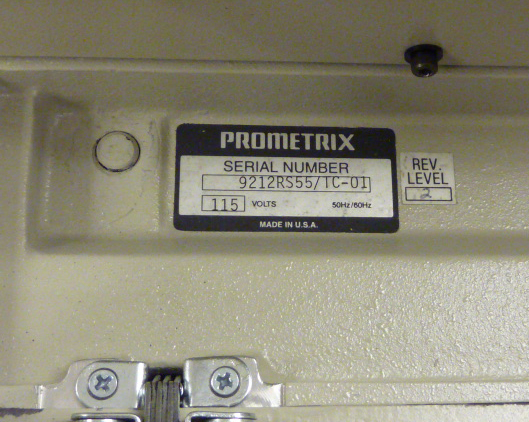 PROMETRIX
SERIAL NUMBER
9212RS55/TC-01
115 VOLTS 50Hz/60Hz
MADE IN U.S.A.
REV.
LEVEL
2